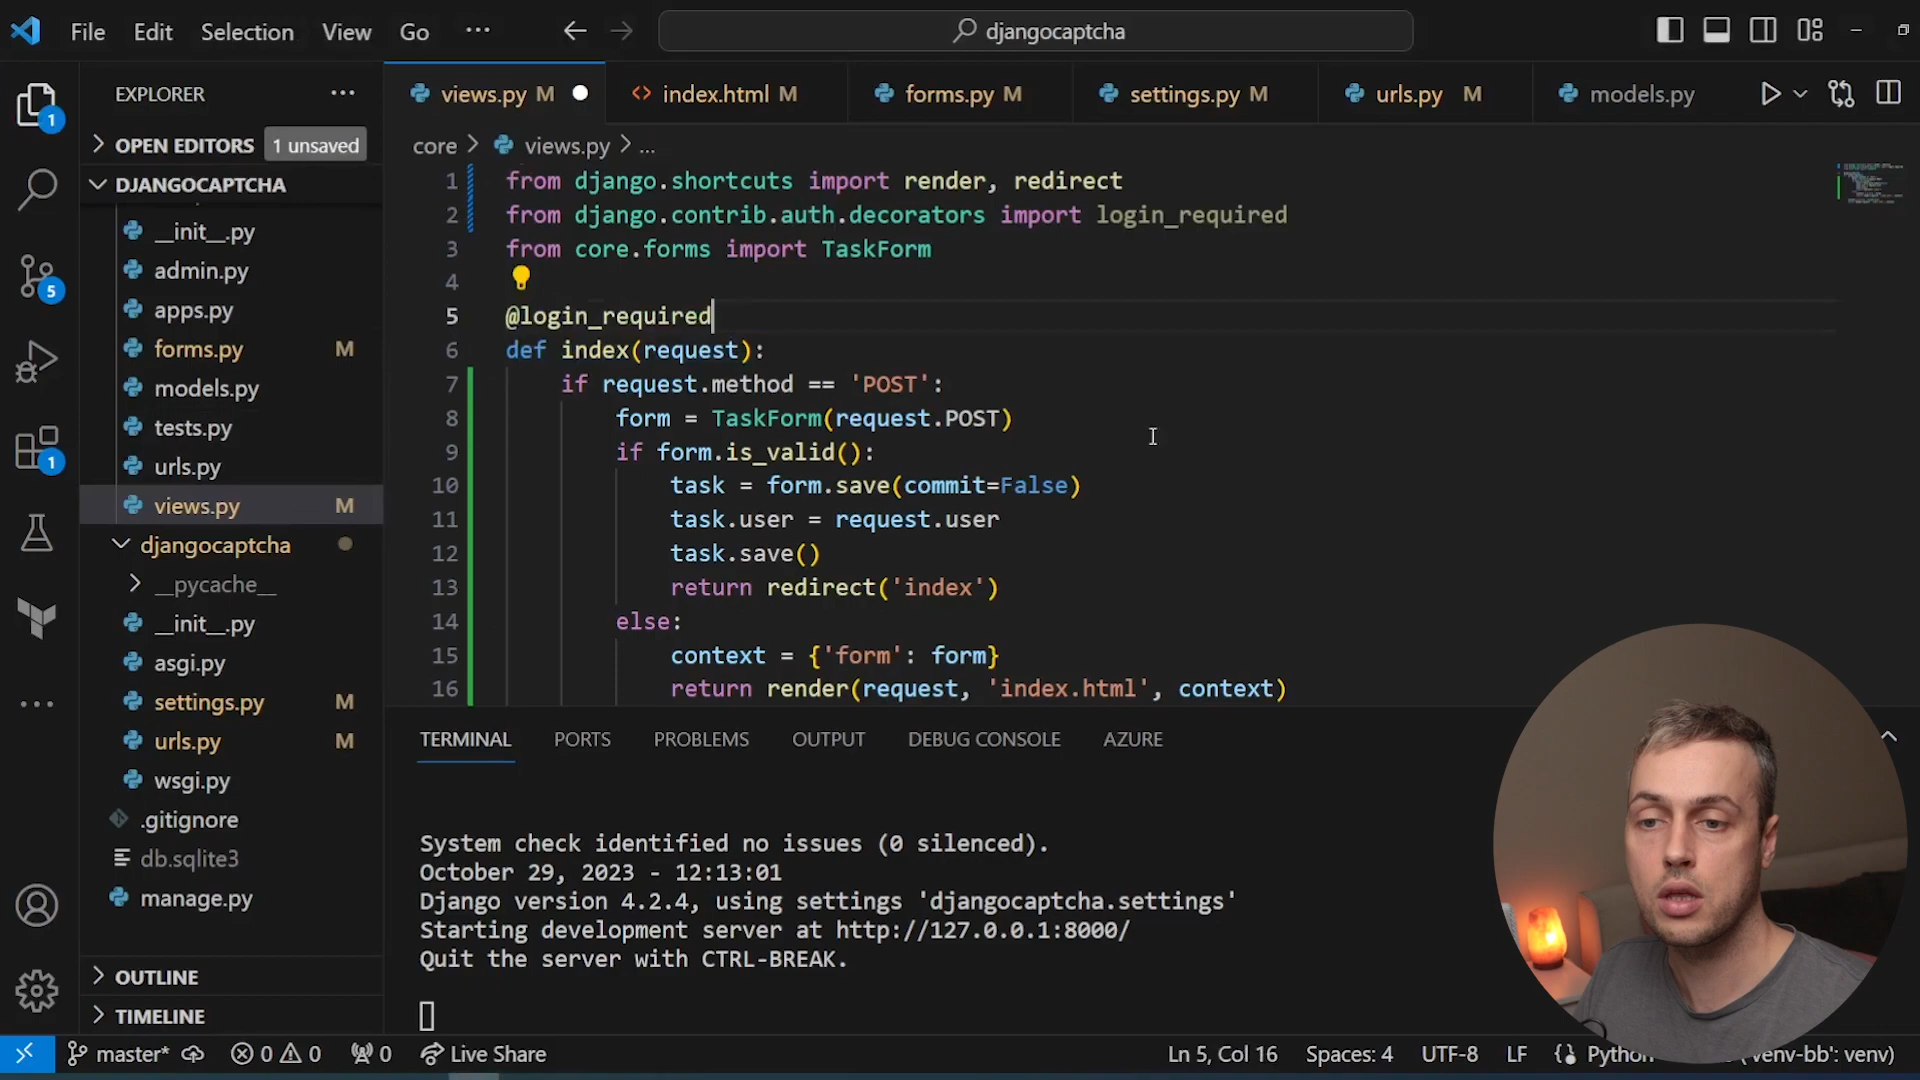 File Edit Selection View Go ··· djangocaptcha
EXPLORER ···
views.py M index.html M forms.py M settings.py M urls.py M models.py
OPEN EDITORS 1 unsaved
DJANGOCAPTCHA
__init__.py
admin.py
apps.py
forms.py M
models.py
tests.py
urls.py
views.py M
djangocaptcha
__pycache__
__init__.py
asgi.py
settings.py M
urls.py M
wsgi.py
.gitignore
db.sqlite3
manage.py
OUTLINE
TIMELINE
1
5
1
core > views.py > ...
1 from django.shortcuts import render, redirect
2 from django.contrib.auth.decorators import login_required
3 from core.forms import TaskForm
4
5 @login_required
6 def index(request):
7 if request.method == 'POST':
8 form = TaskForm(request.POST)
9 if form.is_valid():
10 task = form.save(commit=False)
11 task.user = request.user
12 task.save()
13 return redirect('index')
14 else:
15 context = {'form': form}
16 return render(request, 'index.html', context)
TERMINAL PORTS PROBLEMS OUTPUT DEBUG CONSOLE AZURE
System check identified no issues (0 silenced).
October 29, 2023 - 12:13:01
Django version 4.2.4, using settings 'djangocaptcha.settings'
Starting development server at http://127.0.0.1:8000/
Quit the server with CTRL-BREAK.
master* 0 0 0 Live Share Ln 5, Col 16 Spaces: 4 UTF-8 LF Python ('venv-bb': venv)